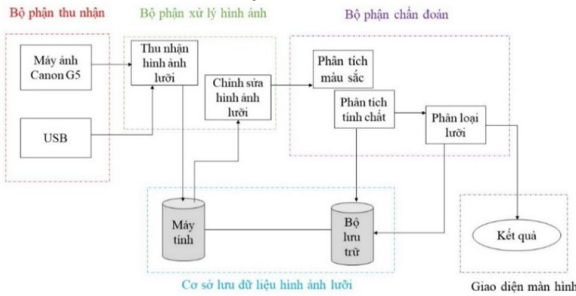 Bộ phận thu nhận
Bộ phận xử lý hình ảnh
Bộ phận chẩn đoán
Máy ảnh
Canon G5
USB
Thu nhận
hình ảnh
lưỡi
Chỉnh sửa
hình ảnh
lưỡi
Phân tích
màu sắc
Phân tích
tính chất
Phân loại
lưỡi
Máy
tính
Bộ
lưu
trữ
Kết quả
Cơ sở lưu dữ liệu hình ảnh lưỡi
Giao diện màn hình